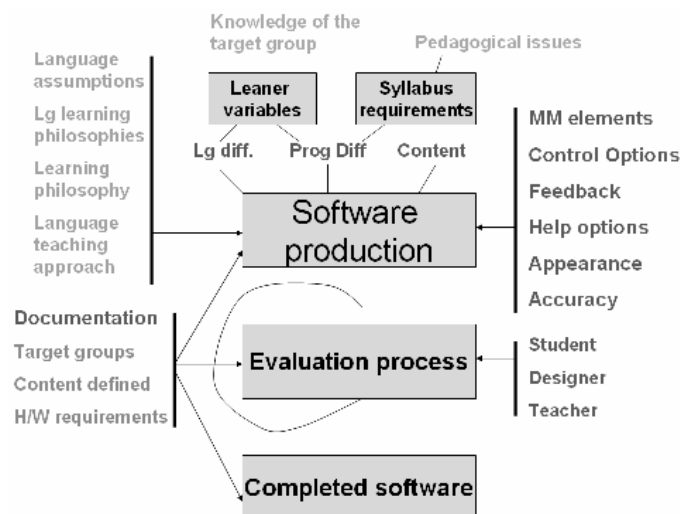 Knowledge of the
target group
Pedagogical issues
Language
assumptions
Lg learning
philosophies
Learning
philosophy
Language
teaching
approach
Leaner
variables
Syllabus
requirements
Lg diff.
Prog Diff
Content
MM elements
Control Options
Feedback
Help options
Appearance
Accuracy
Software
production
Documentation
Target groups
Content defined
H/W requirements
Evaluation process
Student
Designer
Teacher
Completed software